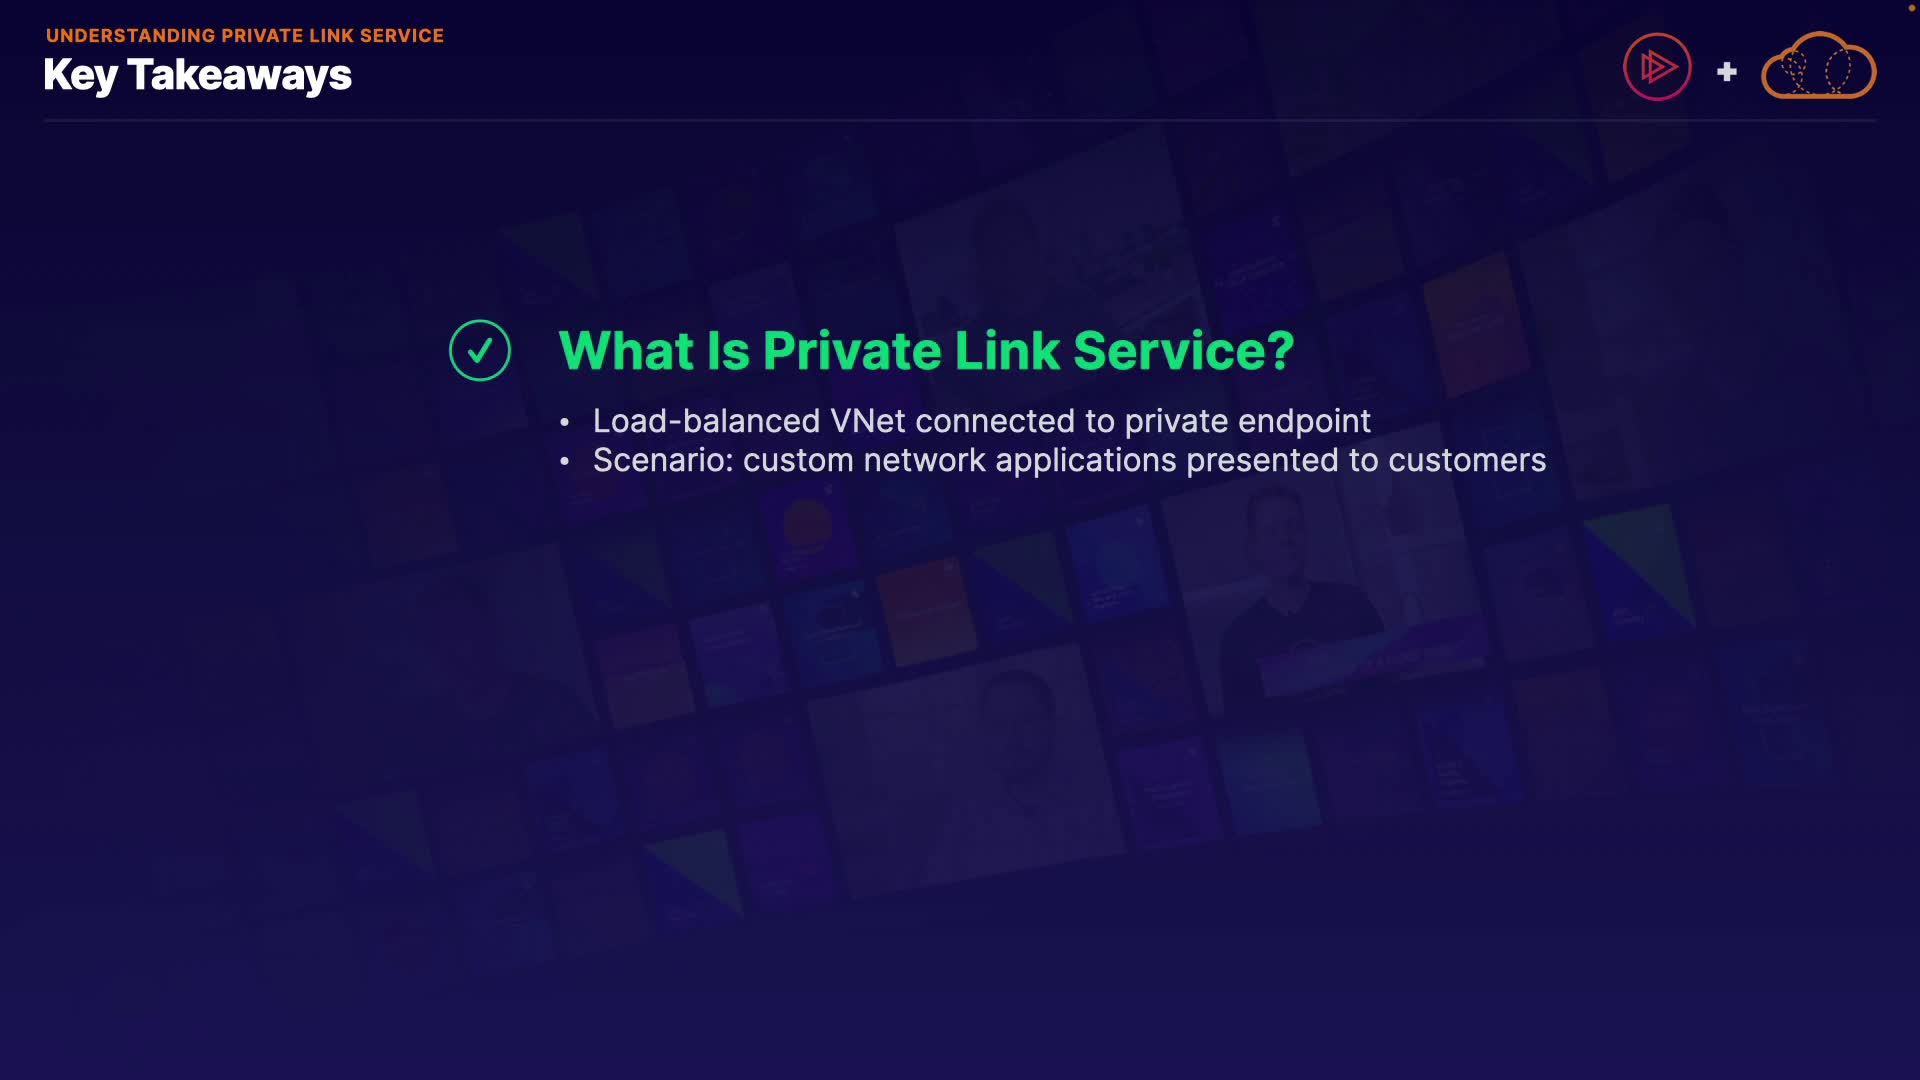 UNDERSTANDING PRIVATE LINK SERVICE
Key Takeaways
What Is Private Link Service?
• Load-balanced VNet connected to private endpoint
• Scenario: custom network applications presented to customers